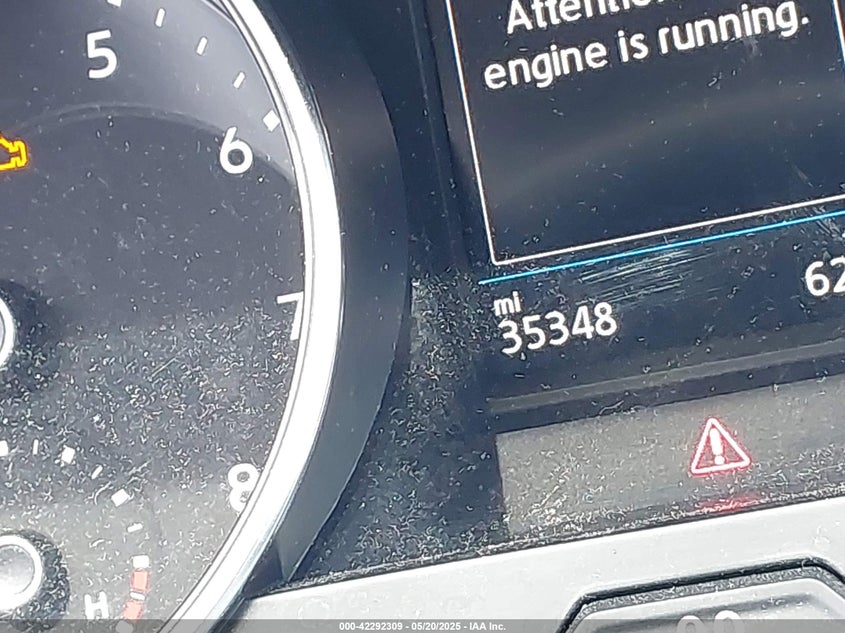 engine is running.
5
6
7
8
H
mi
35348
62
000-42292309 - 05/20/2025 - IAA Inc.